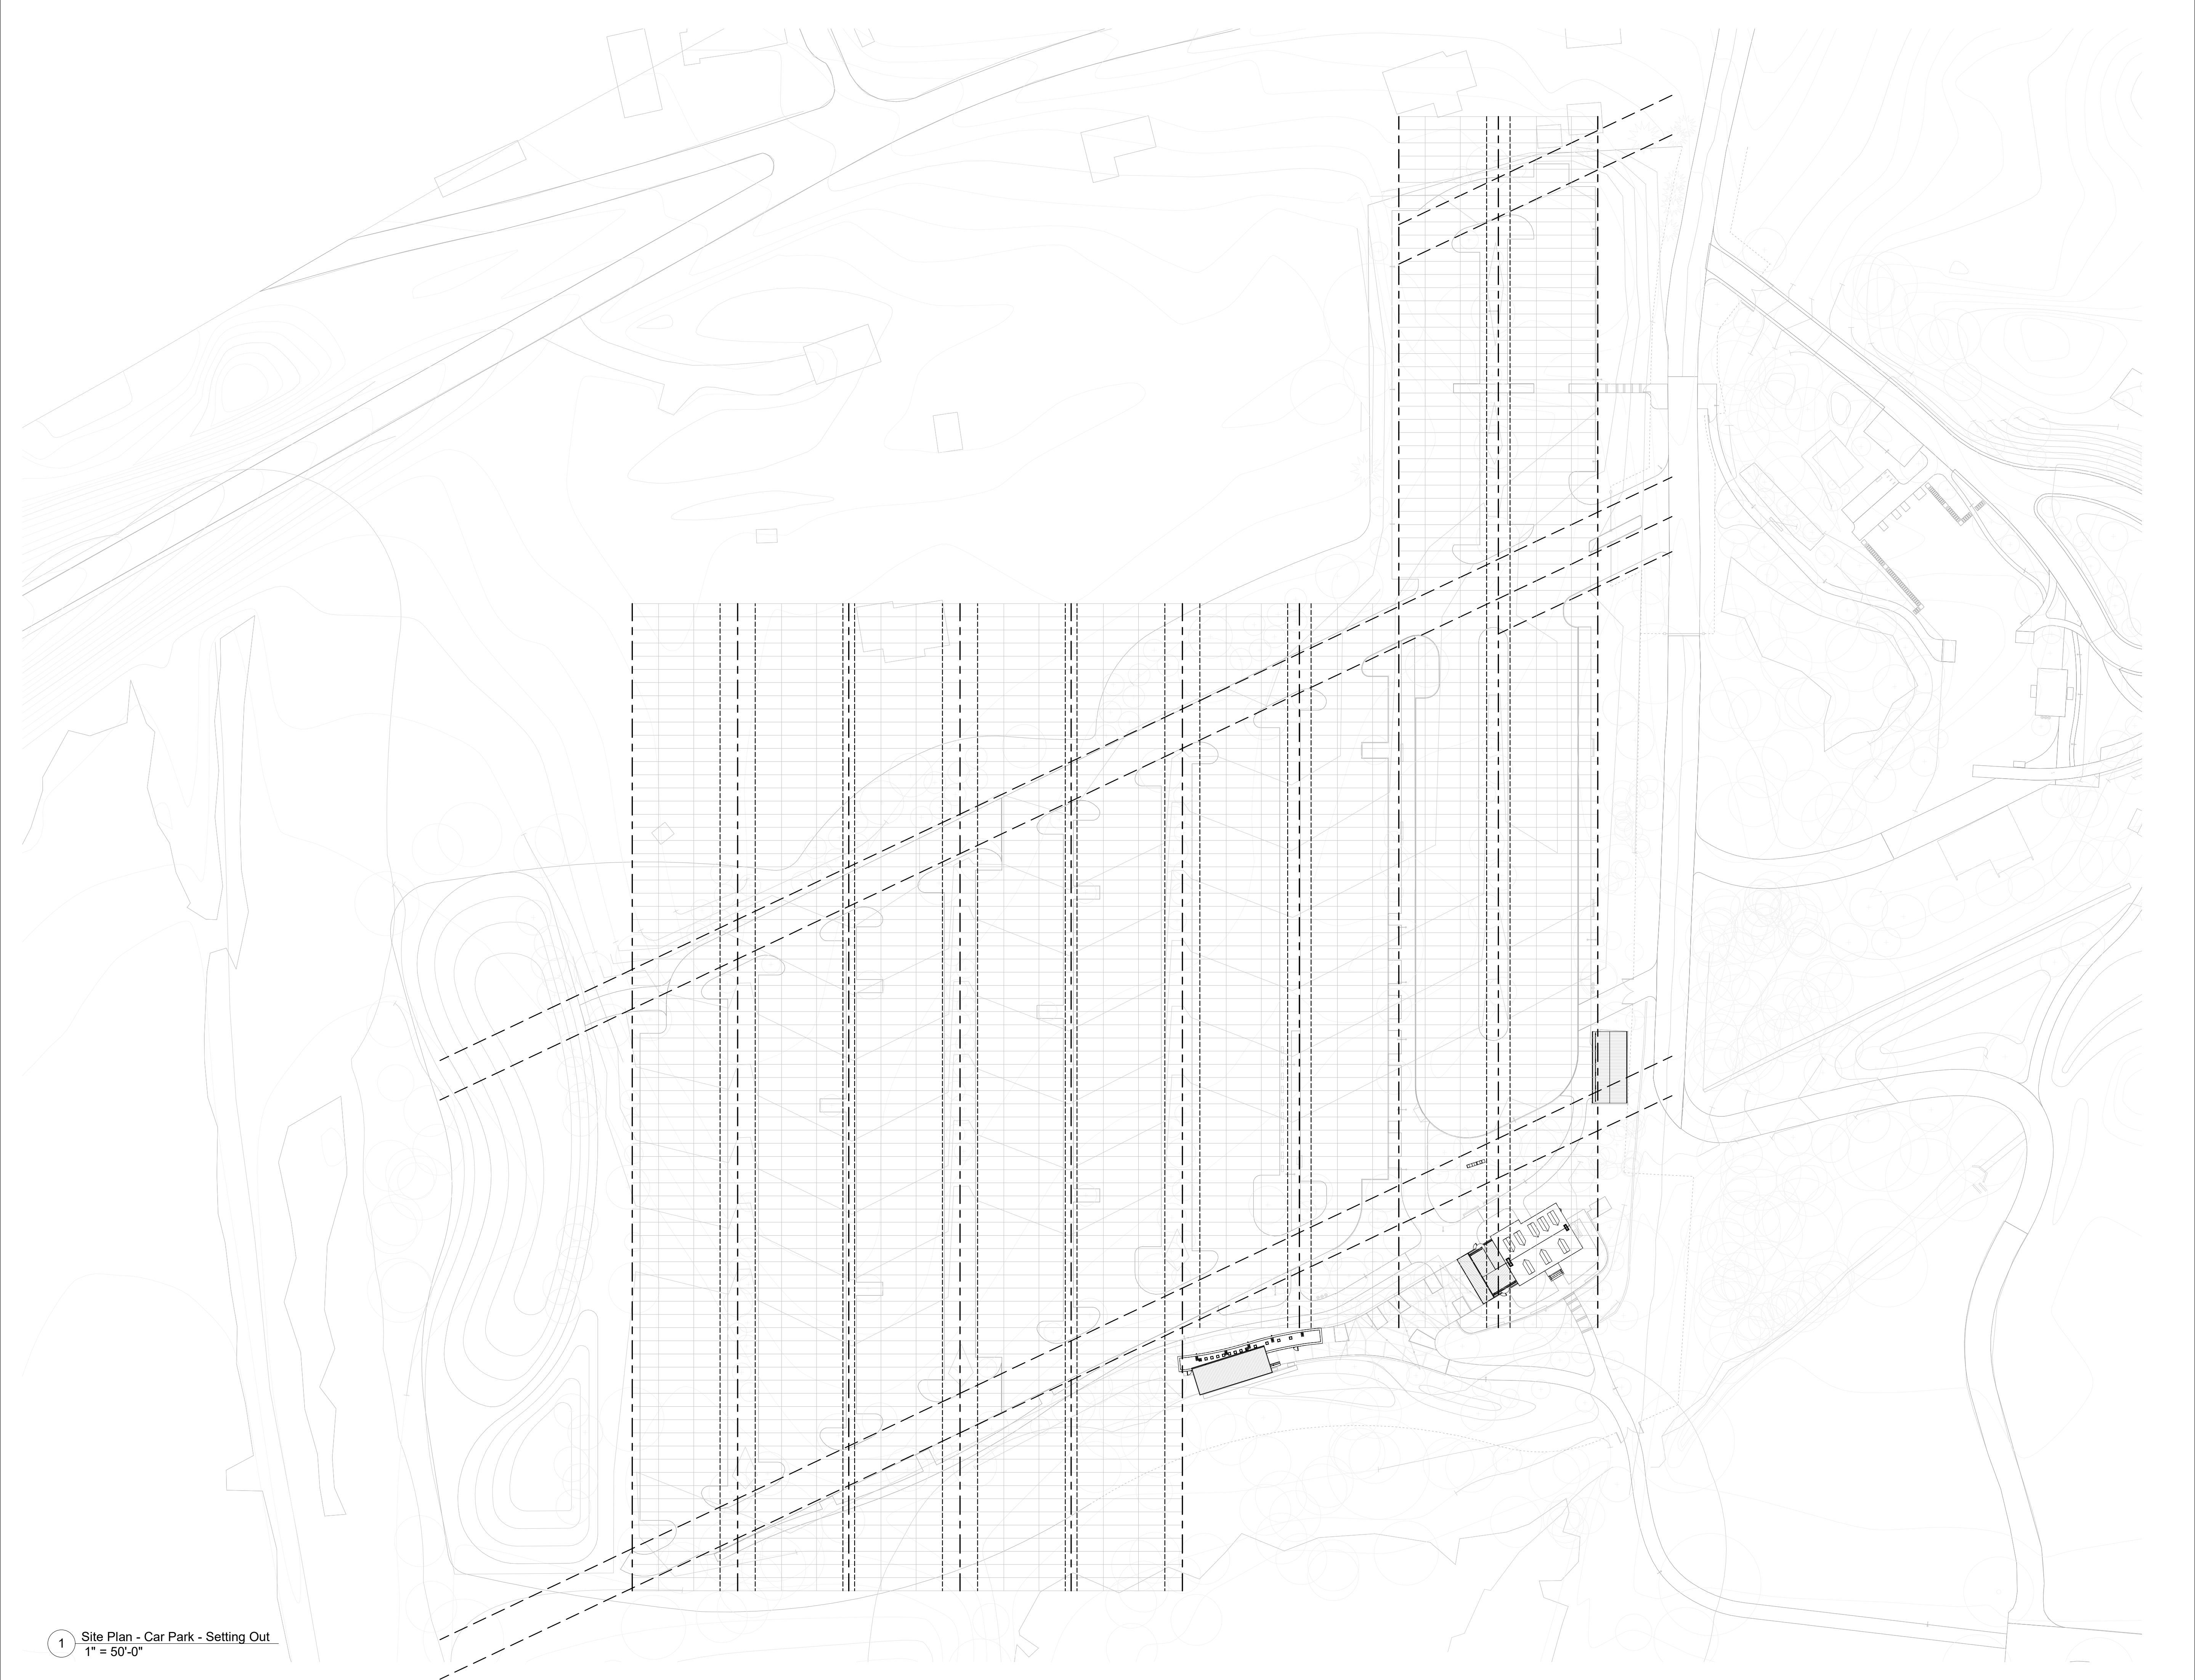 1
Site Plan - Car Park - Setting Out
1" = 50'-0"